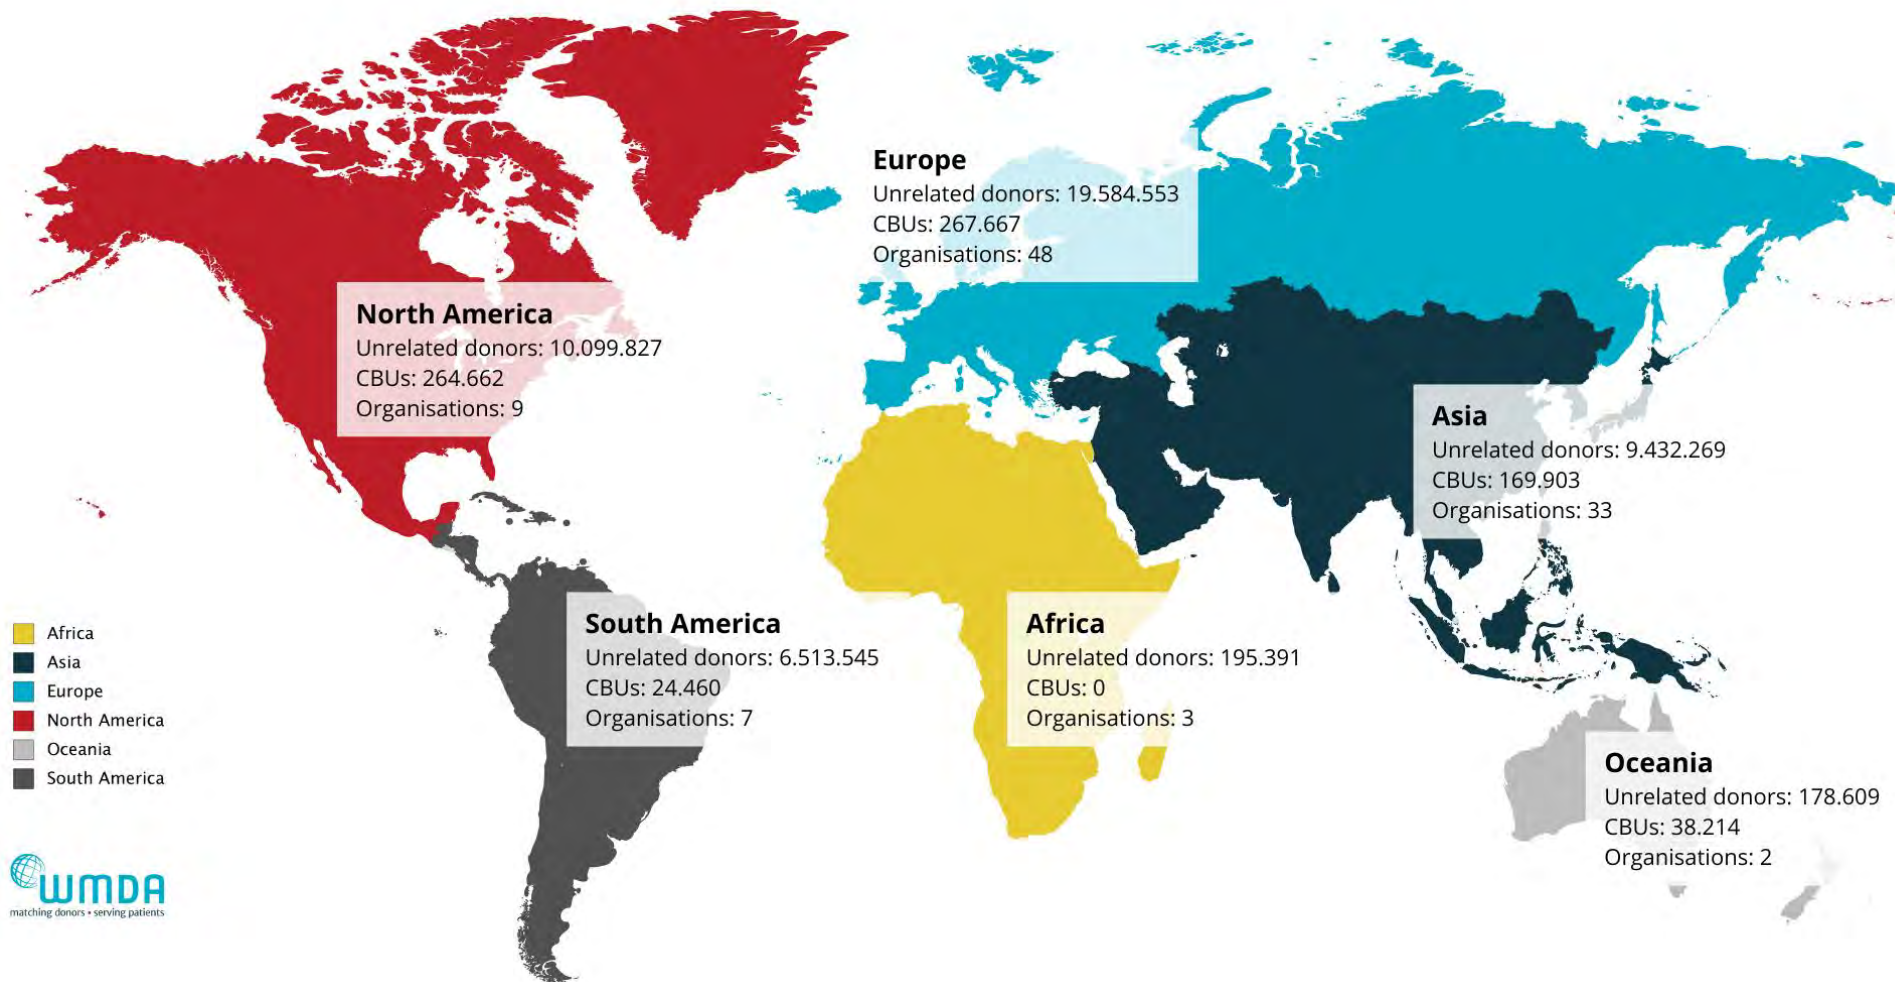 Europe
Unrelated donors: 19.584.553
CBUs: 267.667
Organisations: 48
North America
Unrelated donors: 10.099.827
CBUs: 264.662
Organisations: 9
Asia
Unrelated donors: 9.432.269
CBUs: 169.903
Organisations: 33
South America
Unrelated donors: 6.513.545
CBUs: 24.460
Organisations: 7
Africa
Unrelated donors: 195.391
CBUs: 0
Organisations: 3
Oceania
Unrelated donors: 178.609
CBUs: 38.214
Organisations: 2
Africa
Asia
Europe
North America
Oceania
South America
WMDA
matching donors • serving patients